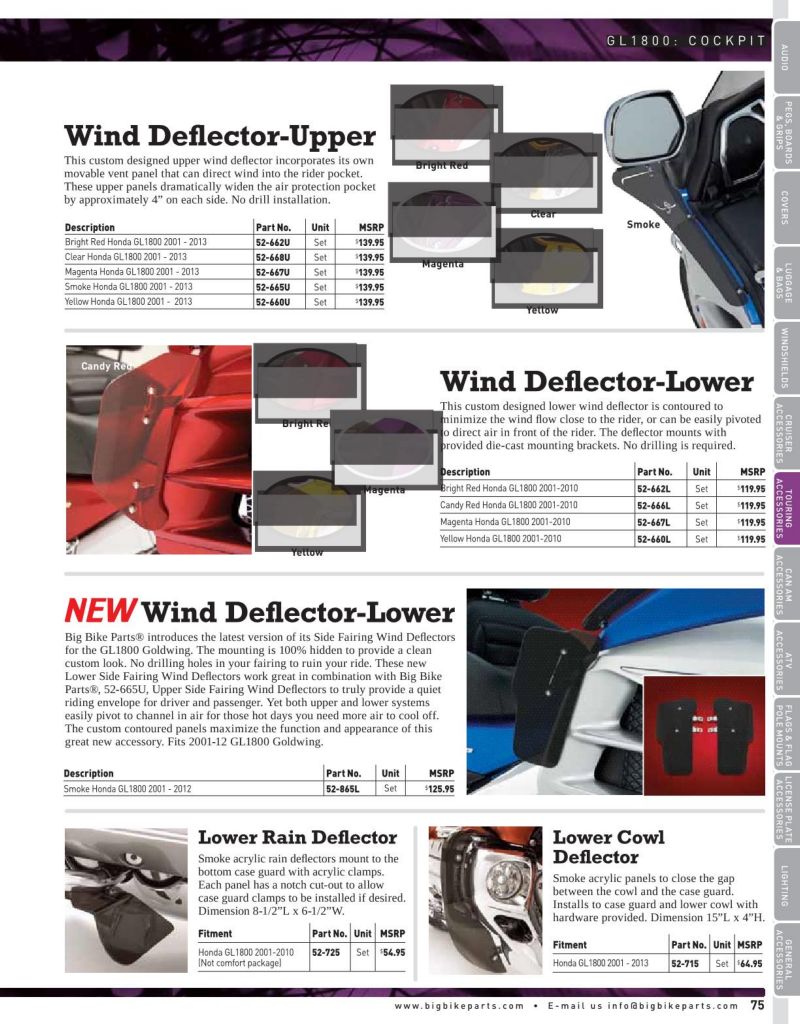 GL1800: COCKPIT
Wind Deflector-Upper
This custom designed upper wind deflector incorporates its own
movable vent panel that can direct wind into the rider pocket.
These upper panels dramatically widen the air protection pocket
by approximately 4” on each side. No drill installation.
Description Part No. Unit MSRP
Bright Red Honda GL1800 2001 - 2013 52-662U Set $139.95
Clear Honda GL1800 2001 - 2013 52-668U Set $139.95
Magenta Honda GL1800 2001 - 2013 52-667U Set $139.95
Smoke Honda GL1800 2001 - 2013 52-665U Set $139.95
Yellow Honda GL1800 2001 - 2013 52-660U Set $139.95
Bright Red
Clear
Magenta
Yellow
Smoke
Candy Red
Bright Red
Magenta
Yellow
Wind Deflector-Lower
This custom designed lower wind deflector is contoured to
minimize the wind flow close to the rider, or can be easily pivoted
to direct air in front of the rider. The deflector mounts with
provided die-cast mounting brackets. No drilling is required.
Description Part No. Unit MSRP
Bright Red Honda GL1800 2001-2010 52-662L Set $119.95
Candy Red Honda GL1800 2001-2010 52-666L Set $119.95
Magenta Honda GL1800 2001-2010 52-667L Set $119.95
Yellow Honda GL1800 2001-2010 52-660L Set $119.95
NEW Wind Deflector-Lower
Big Bike Parts® introduces the latest version of its Side Fairing Wind Deflectors
for the GL1800 Goldwing. The mounting is 100% hidden to provide a clean
custom look. No drilling holes in your fairing to ruin your ride. These new
Lower Side Fairing Wind Deflectors work great in combination with Big Bike
Parts®, 52-665U, Upper Side Fairing Wind Deflectors to truly provide a quiet
riding envelope for driver and passenger. Yet both upper and lower systems
easily pivot to channel in air for those hot days you need more air to cool off.
The custom contoured panels maximize the function and appearance of this
great new accessory. Fits 2001-12 GL1800 Goldwing.
Description Part No. Unit MSRP
Smoke Honda GL1800 2001 - 2012 52-865L Set $125.95
Lower Rain Deflector
Smoke acrylic rain deflectors mount to the
bottom case guard with acrylic clamps.
Each panel has a notch cut-out to allow
case guard clamps to be installed if desired.
Dimension 8-1/2”L x 6-1/2”W.
Fitment Part No. Unit MSRP
Honda GL1800 2001-2010 52-725 Set $54.95
(Not comfort package)
Lower Cowl
Deflector
Smoke acrylic panels to close the gap
between the cowl and the case guard.
Installs to case guard and lower cowl with
hardware provided. Dimension 15”L x 4”H.
Fitment Part No. Unit MSRP
Honda GL1800 2001 - 2013 52-715 Set $64.95
AUDIO
PEGS, BOARDS
& GRIPS
COVERS
LUGGAGE
& BAGS
WINDSHIELDS
CRUISER
ACCESSORIES
TOURING
ACCESSORIES
CAN AM
ACCESSORIES
ATV
ACCESSORIES
FLAGS & FLAG
POLE MOUNTS
LICENSE PLATE
ACCESSORIES
LIGHTING
GENERAL
ACCESSORIES
www.bigbikeparts.com • E-mail us info@bigbikeparts.com 75